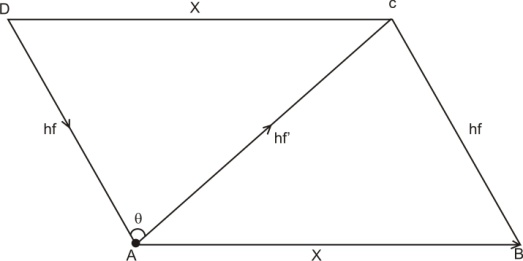 D X c
hf hf' hf
θ
A X B